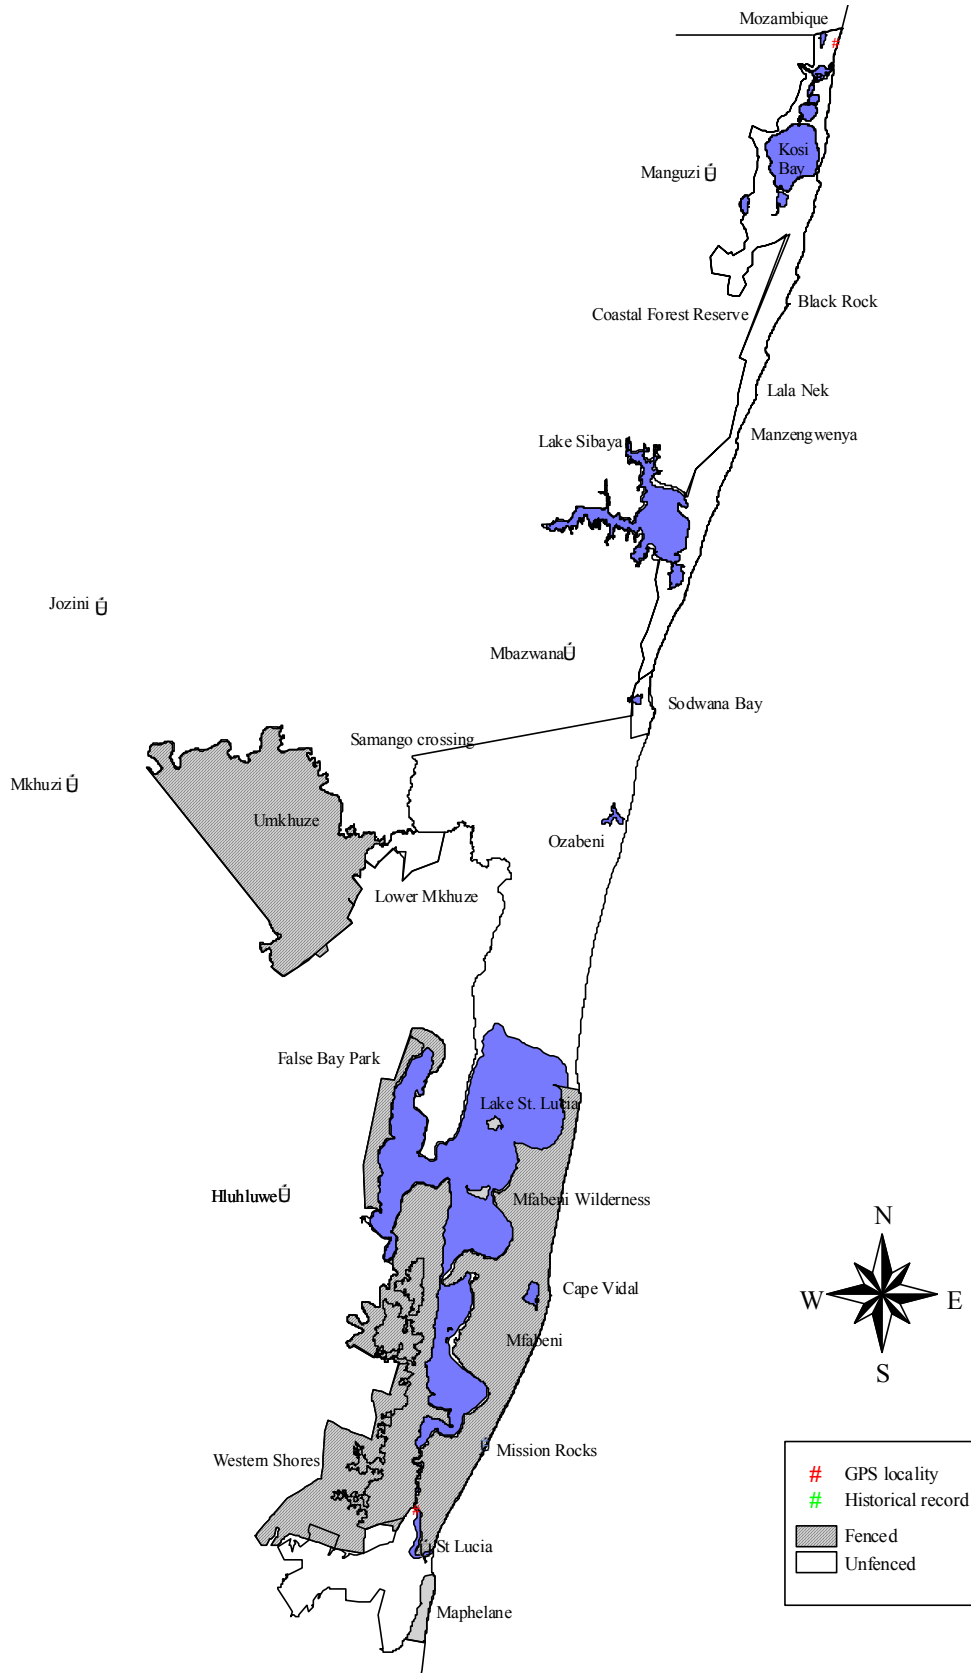 Mozambique
#
Kosi
Bay
Manguzi
Black Rock
Coastal Forest Reserve
Lala Nek
Manzengwenya
Lake Sibaya
Jozini
Mbazwana
Sodwana Bay
Samango crossing
Mkhuzi
Umkhuze
Ozabeni
Lower Mkhuze
False Bay Park
Lake St. Lucia
Hluhluwe
Mfabeni Wilderness
N
Cape Vidal
W
E
Mfabeni
S
Mission Rocks
Western Shores
# GPS locality
# Historical record
#
Fenced
St Lucia
Unfenced
Maphelane